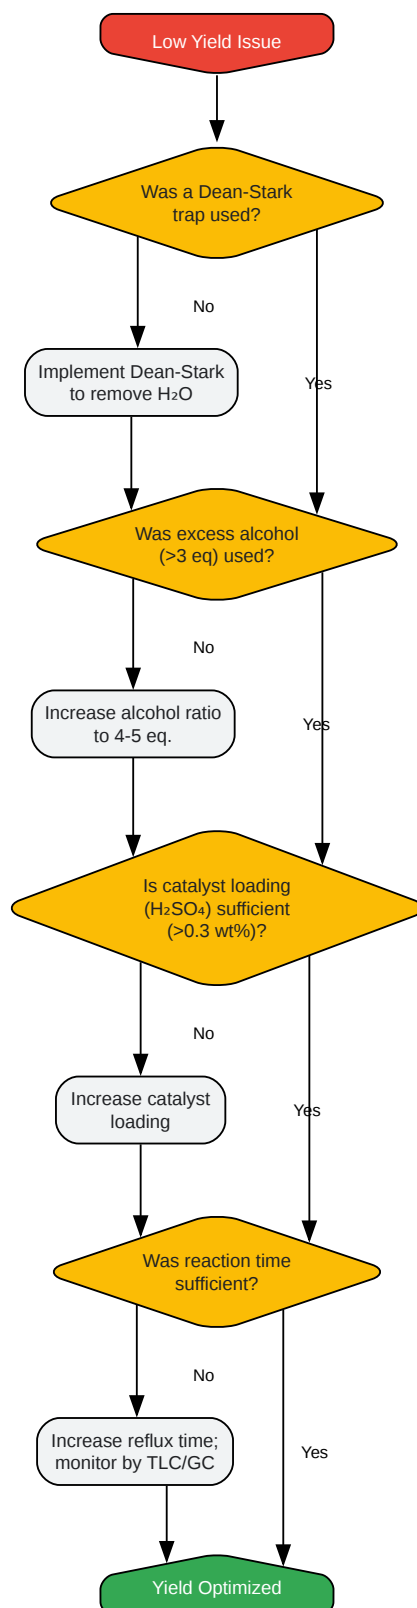 Low Yield Issue
Was a Dean-Stark
trap used?
No
Implement Dean-Stark
to remove H₂O
Yes
Was excess alcohol
(>3 eq) used?
No
Increase alcohol ratio
to 4-5 eq.
Yes
Is catalyst loading
(H₂SO₄) sufficient
(>0.3 wt%)?
No
Increase catalyst
loading
Yes
Was reaction time
sufficient?
No
Increase reflux time;
monitor by TLC/GC
Yes
Yield Optimized